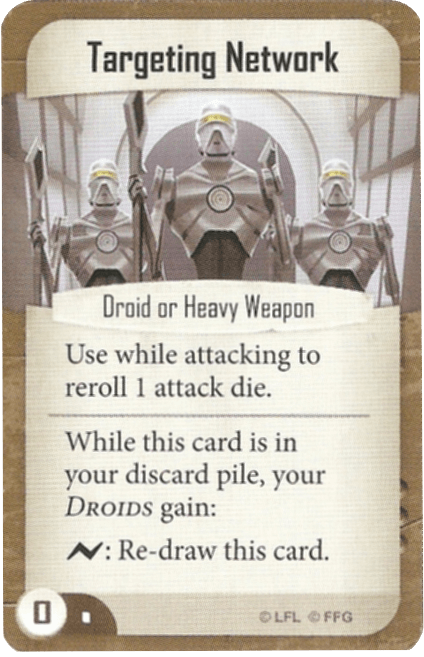 Targeting Network
Droid or Heavy Weapon
Use while attacking to
reroll 1 attack die.
While this card is in
your discard pile, your
DROIDS gain:
: Re-draw this card.
0
© LFL © FFG